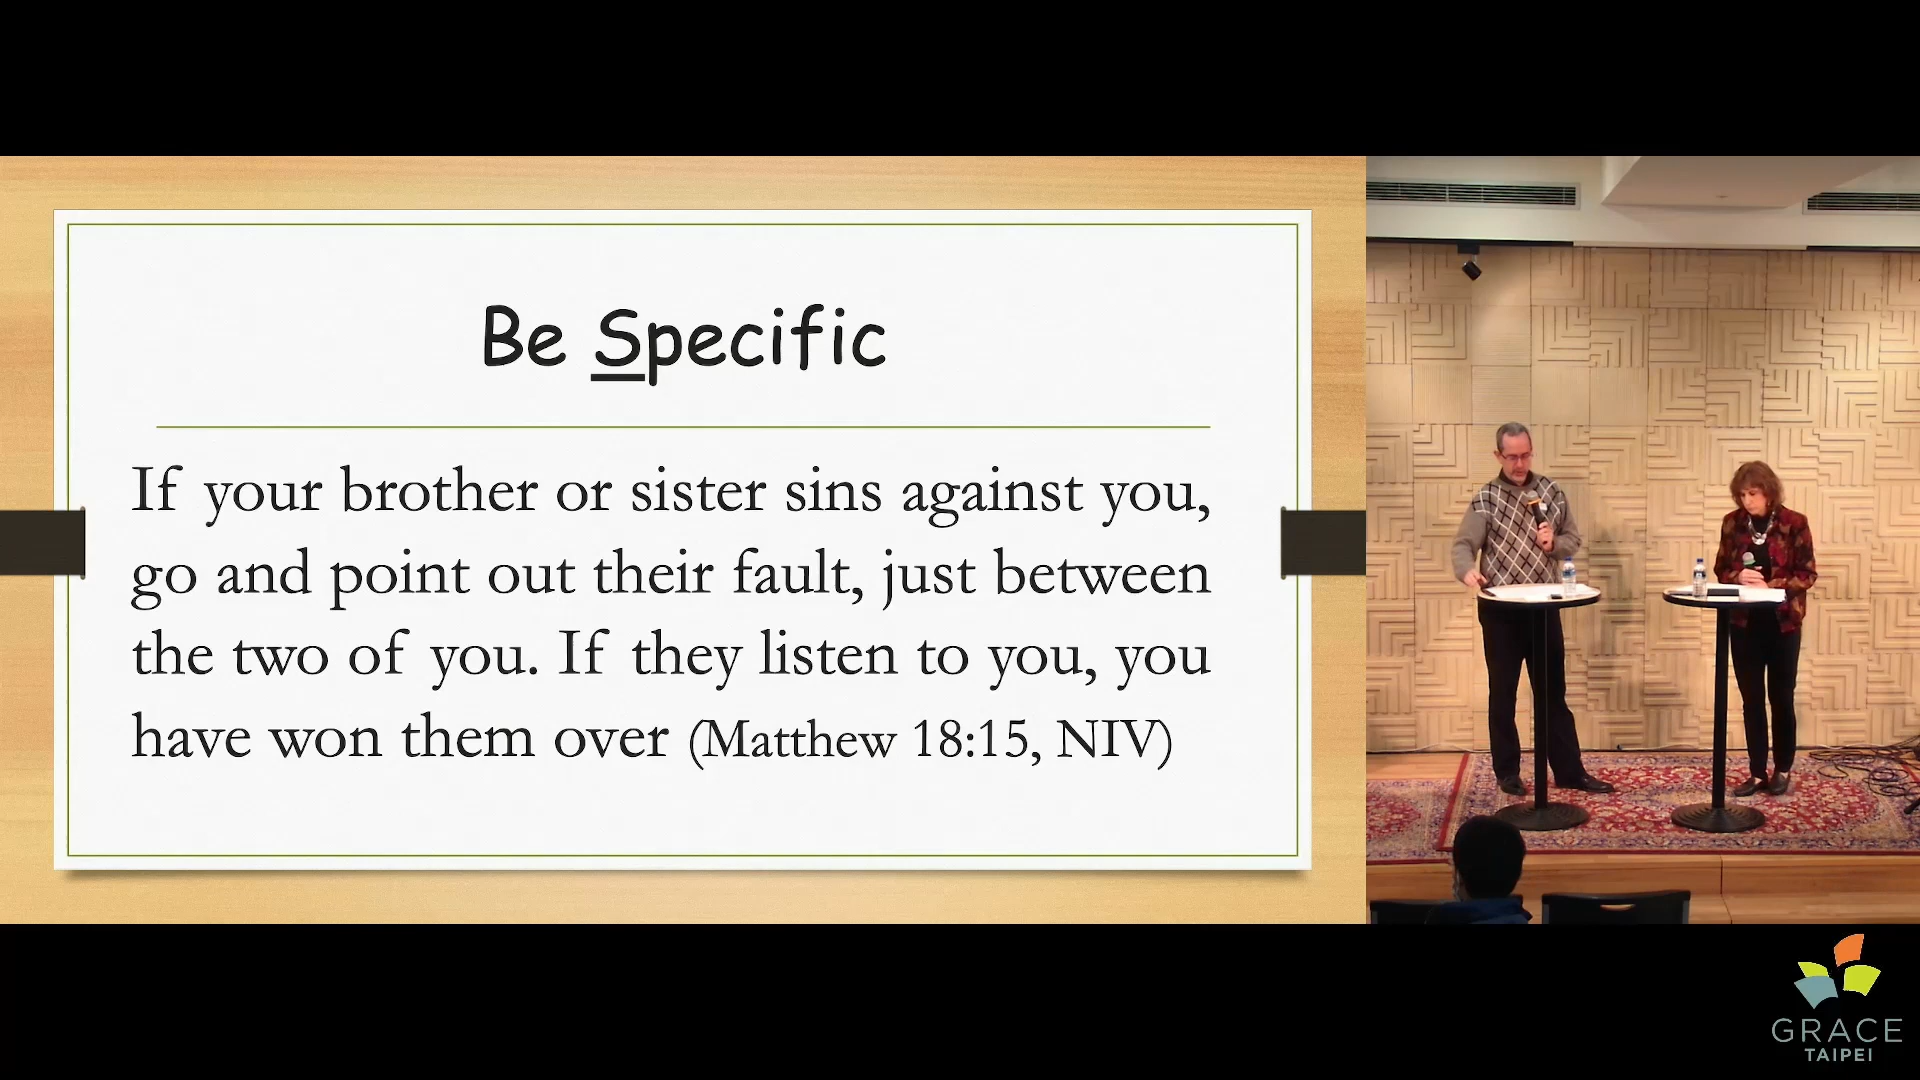 Be Specific
If your brother or sister sins against you,
go and point out their fault, just between
the two of you. If they listen to you, you
have won them over (Matthew 18:15, NIV)
GRACE
TAIPEI